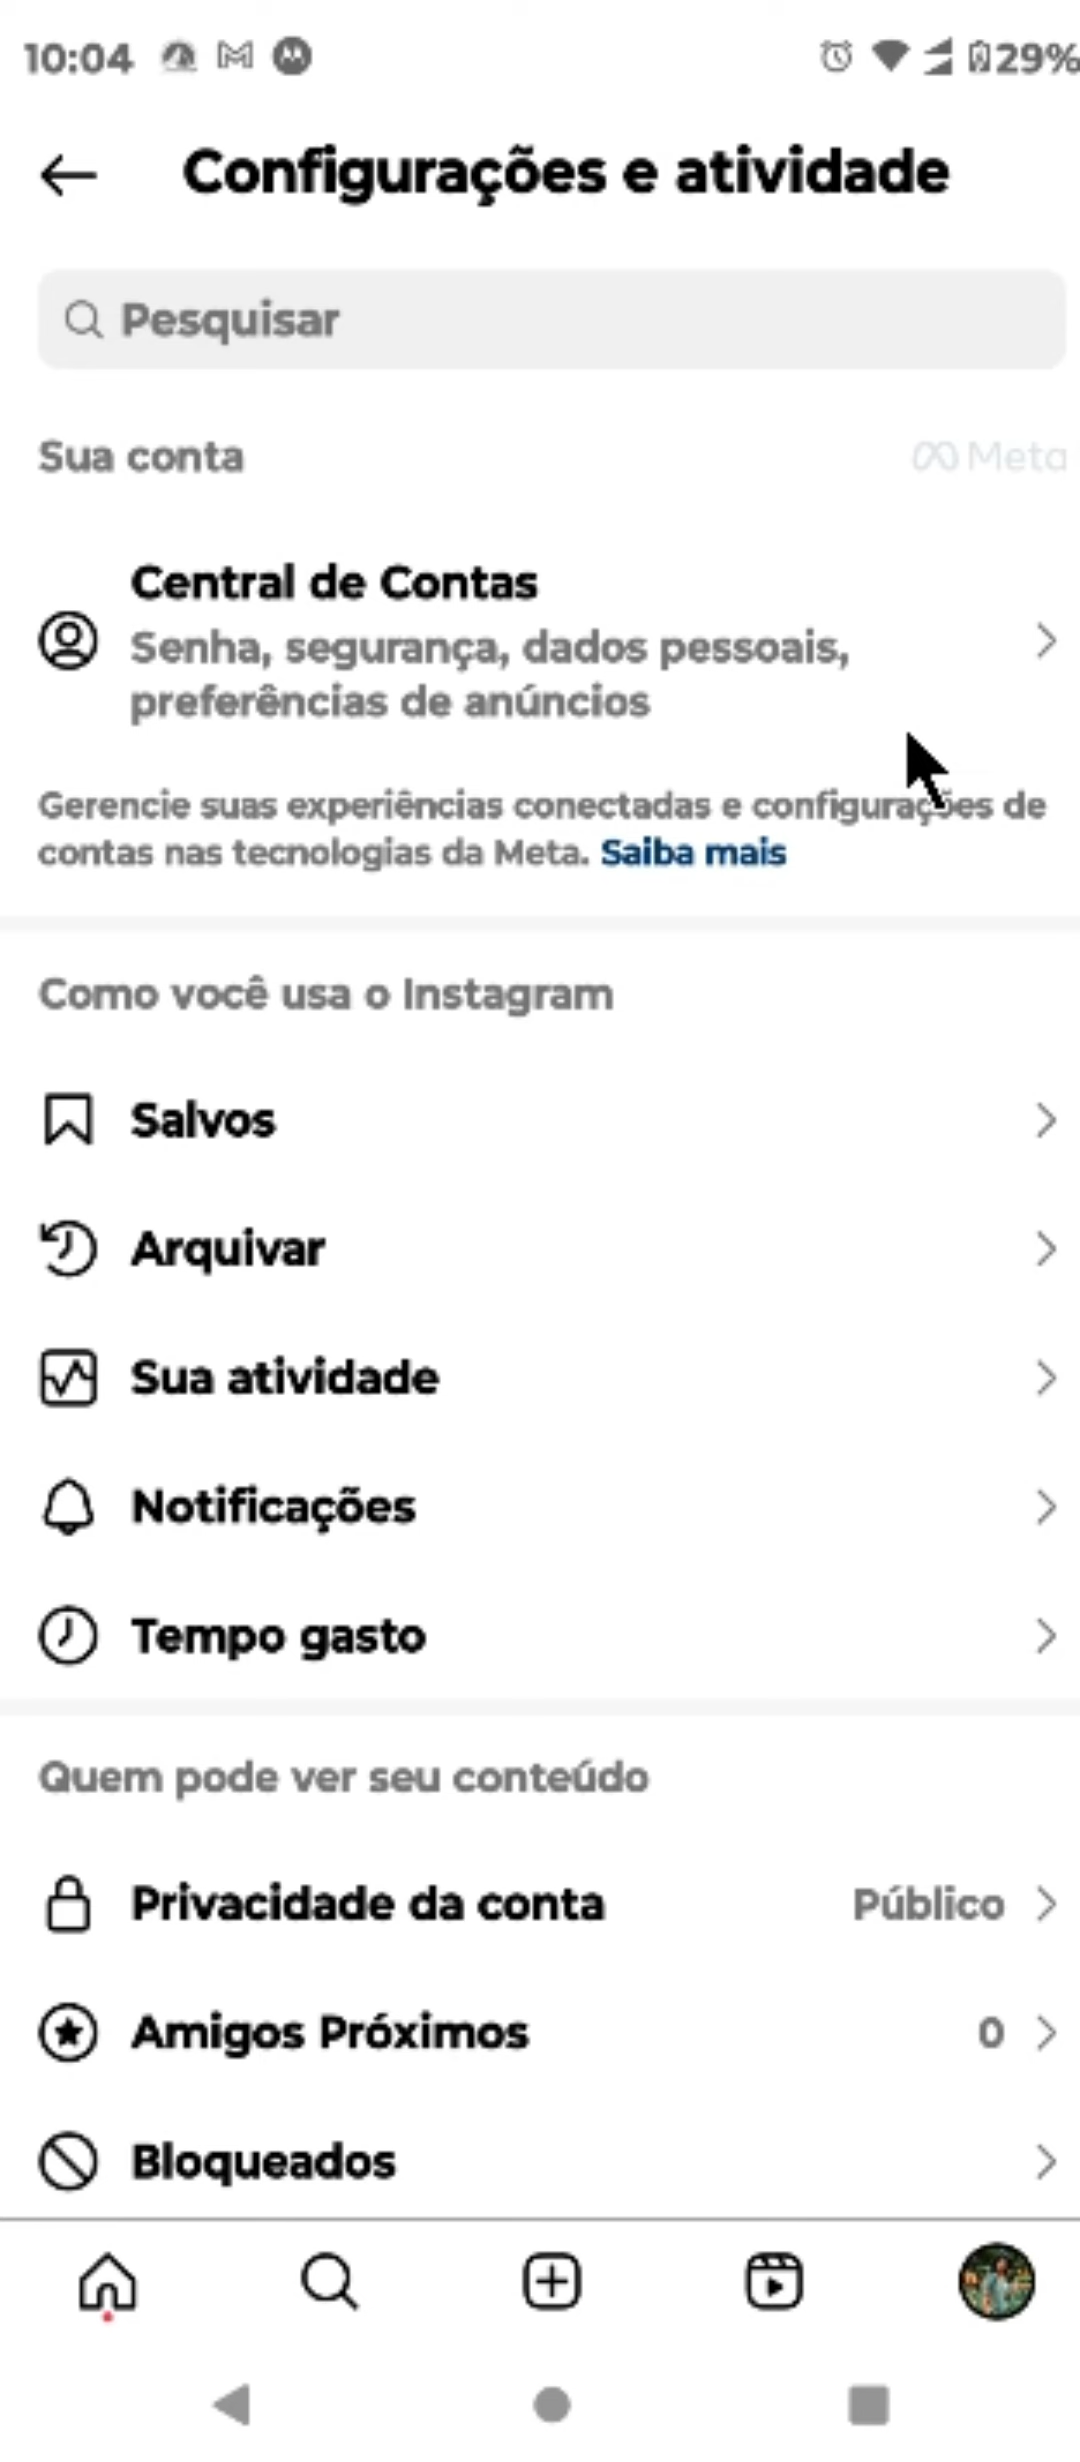 10:04 29%
Configurações e atividade
Pesquisar
Sua conta Meta
Central de Contas
Senha, segurança, dados pessoais,
preferências de anúncios
Gerencie suas experiências conectadas e configurações de
contas nas tecnologias da Meta. Saiba mais
Como você usa o Instagram
Salvos
Arquivar
Sua atividade
Notificações
Tempo gasto
Quem pode ver seu conteúdo
Privacidade da conta Público
Amigos Próximos 0
Bloqueados